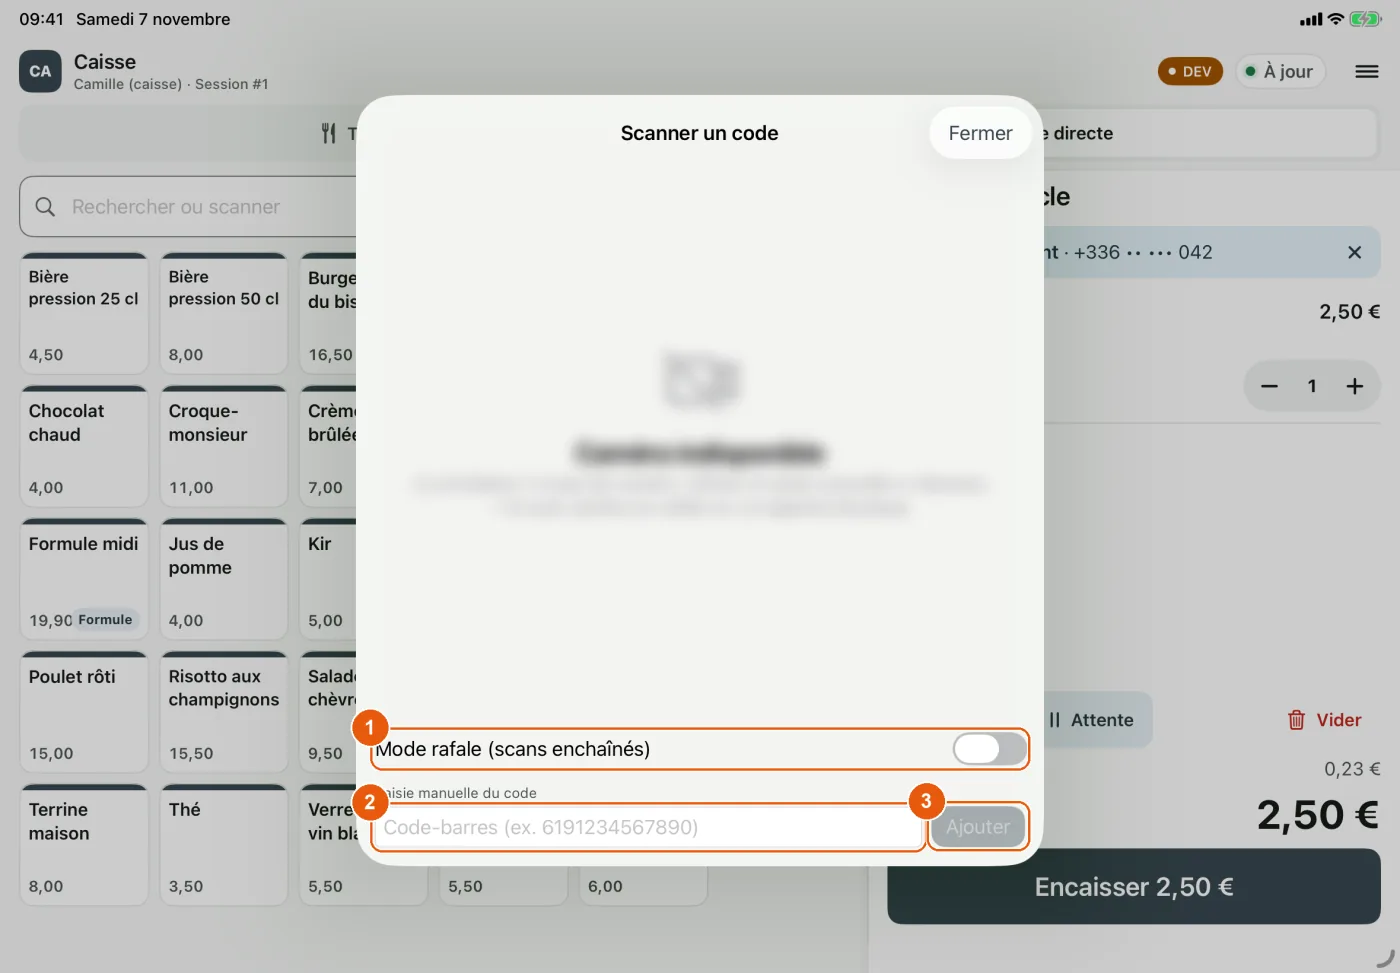 09:41 Samedi 7 novembre
CA
Caisse
Camille (caisse) · Session #1
DEV
À jour
T
e directe
Rechercher ou scanner
cle
nt · +336 •• ••• 042
2,50 €
1
Bière
pression 25 cl
4,50
Bière
pression 50 cl
8,00
Burge
du bis
16,50
Chocolat
chaud
4,00
Croque-
monsieur
11,00
Crème
brûlée
7,00
Formule midi
19,90
Formule
Jus de
pomme
4,00
Kir
5,00
Poulet rôti
15,00
Risotto aux
champignons
15,50
Salade
chèvre
9,50
Terrine
maison
8,00
Thé
3,50
Verre
vin bla
5,50
5,50
6,00
Scanner un code
Fermer
Caméra indisponible
1
Mode rafale (scans enchaînés)
2
aisie manuelle du code
Code-barres (ex. 6191234567890)
3
Ajouter
Attente
Vider
0,23 €
2,50 €
Encaisser 2,50 €